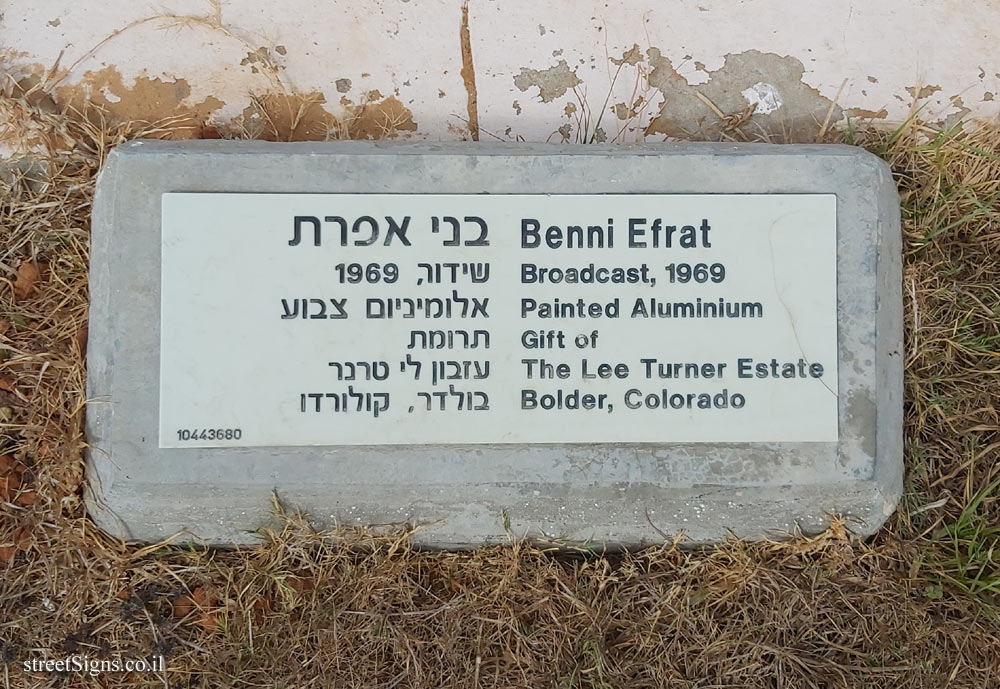 בני אפרת
שידור, 1969
אלומיניום צבוע
תרומת
עזבון לי טרנר
בולדר, קולורדו
Benni Efrat
Broadcast, 1969
Painted Aluminium
Gift of
The Lee Turner Estate
Bolder, Colorado
10443680
streetSigns.co.il